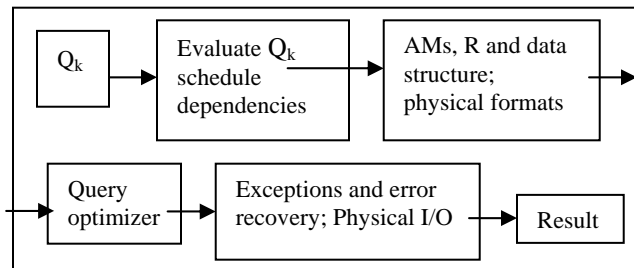 Qk
Evaluate Qk
schedule
dependencies
AMs, R and data
structure;
physical formats
Query
optimizer
Exceptions and error
recovery; Physical I/O
Result